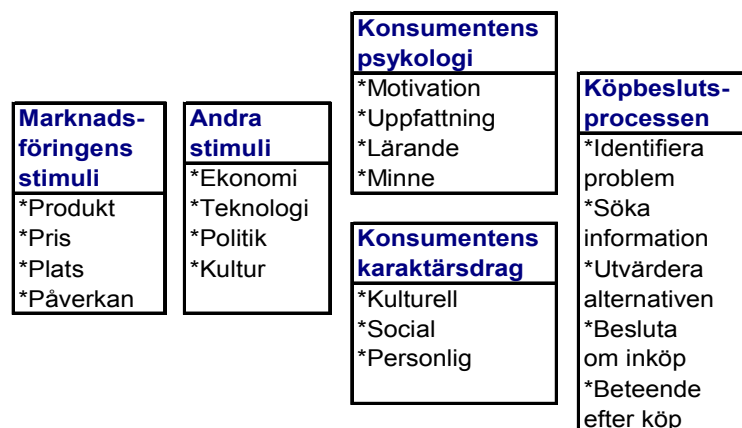 Marknads-
föringens
stimuli
*Produkt
*Pris
*Plats
*Påverkan
Andra
stimuli
*Ekonomi
*Teknologi
*Politik
*Kultur
Konsumentens
psykologi
*Motivation
*Uppfattning
*Lärande
*Minne
Konsumentens
karaktärsdrag
*Kulturell
*Social
*Personlig
Köpbesluts-
processen
*Identifiera
problem
*Söka
information
*Utvärdera
alternativen
*Besluta
om inköp
*Beteende
efter köp